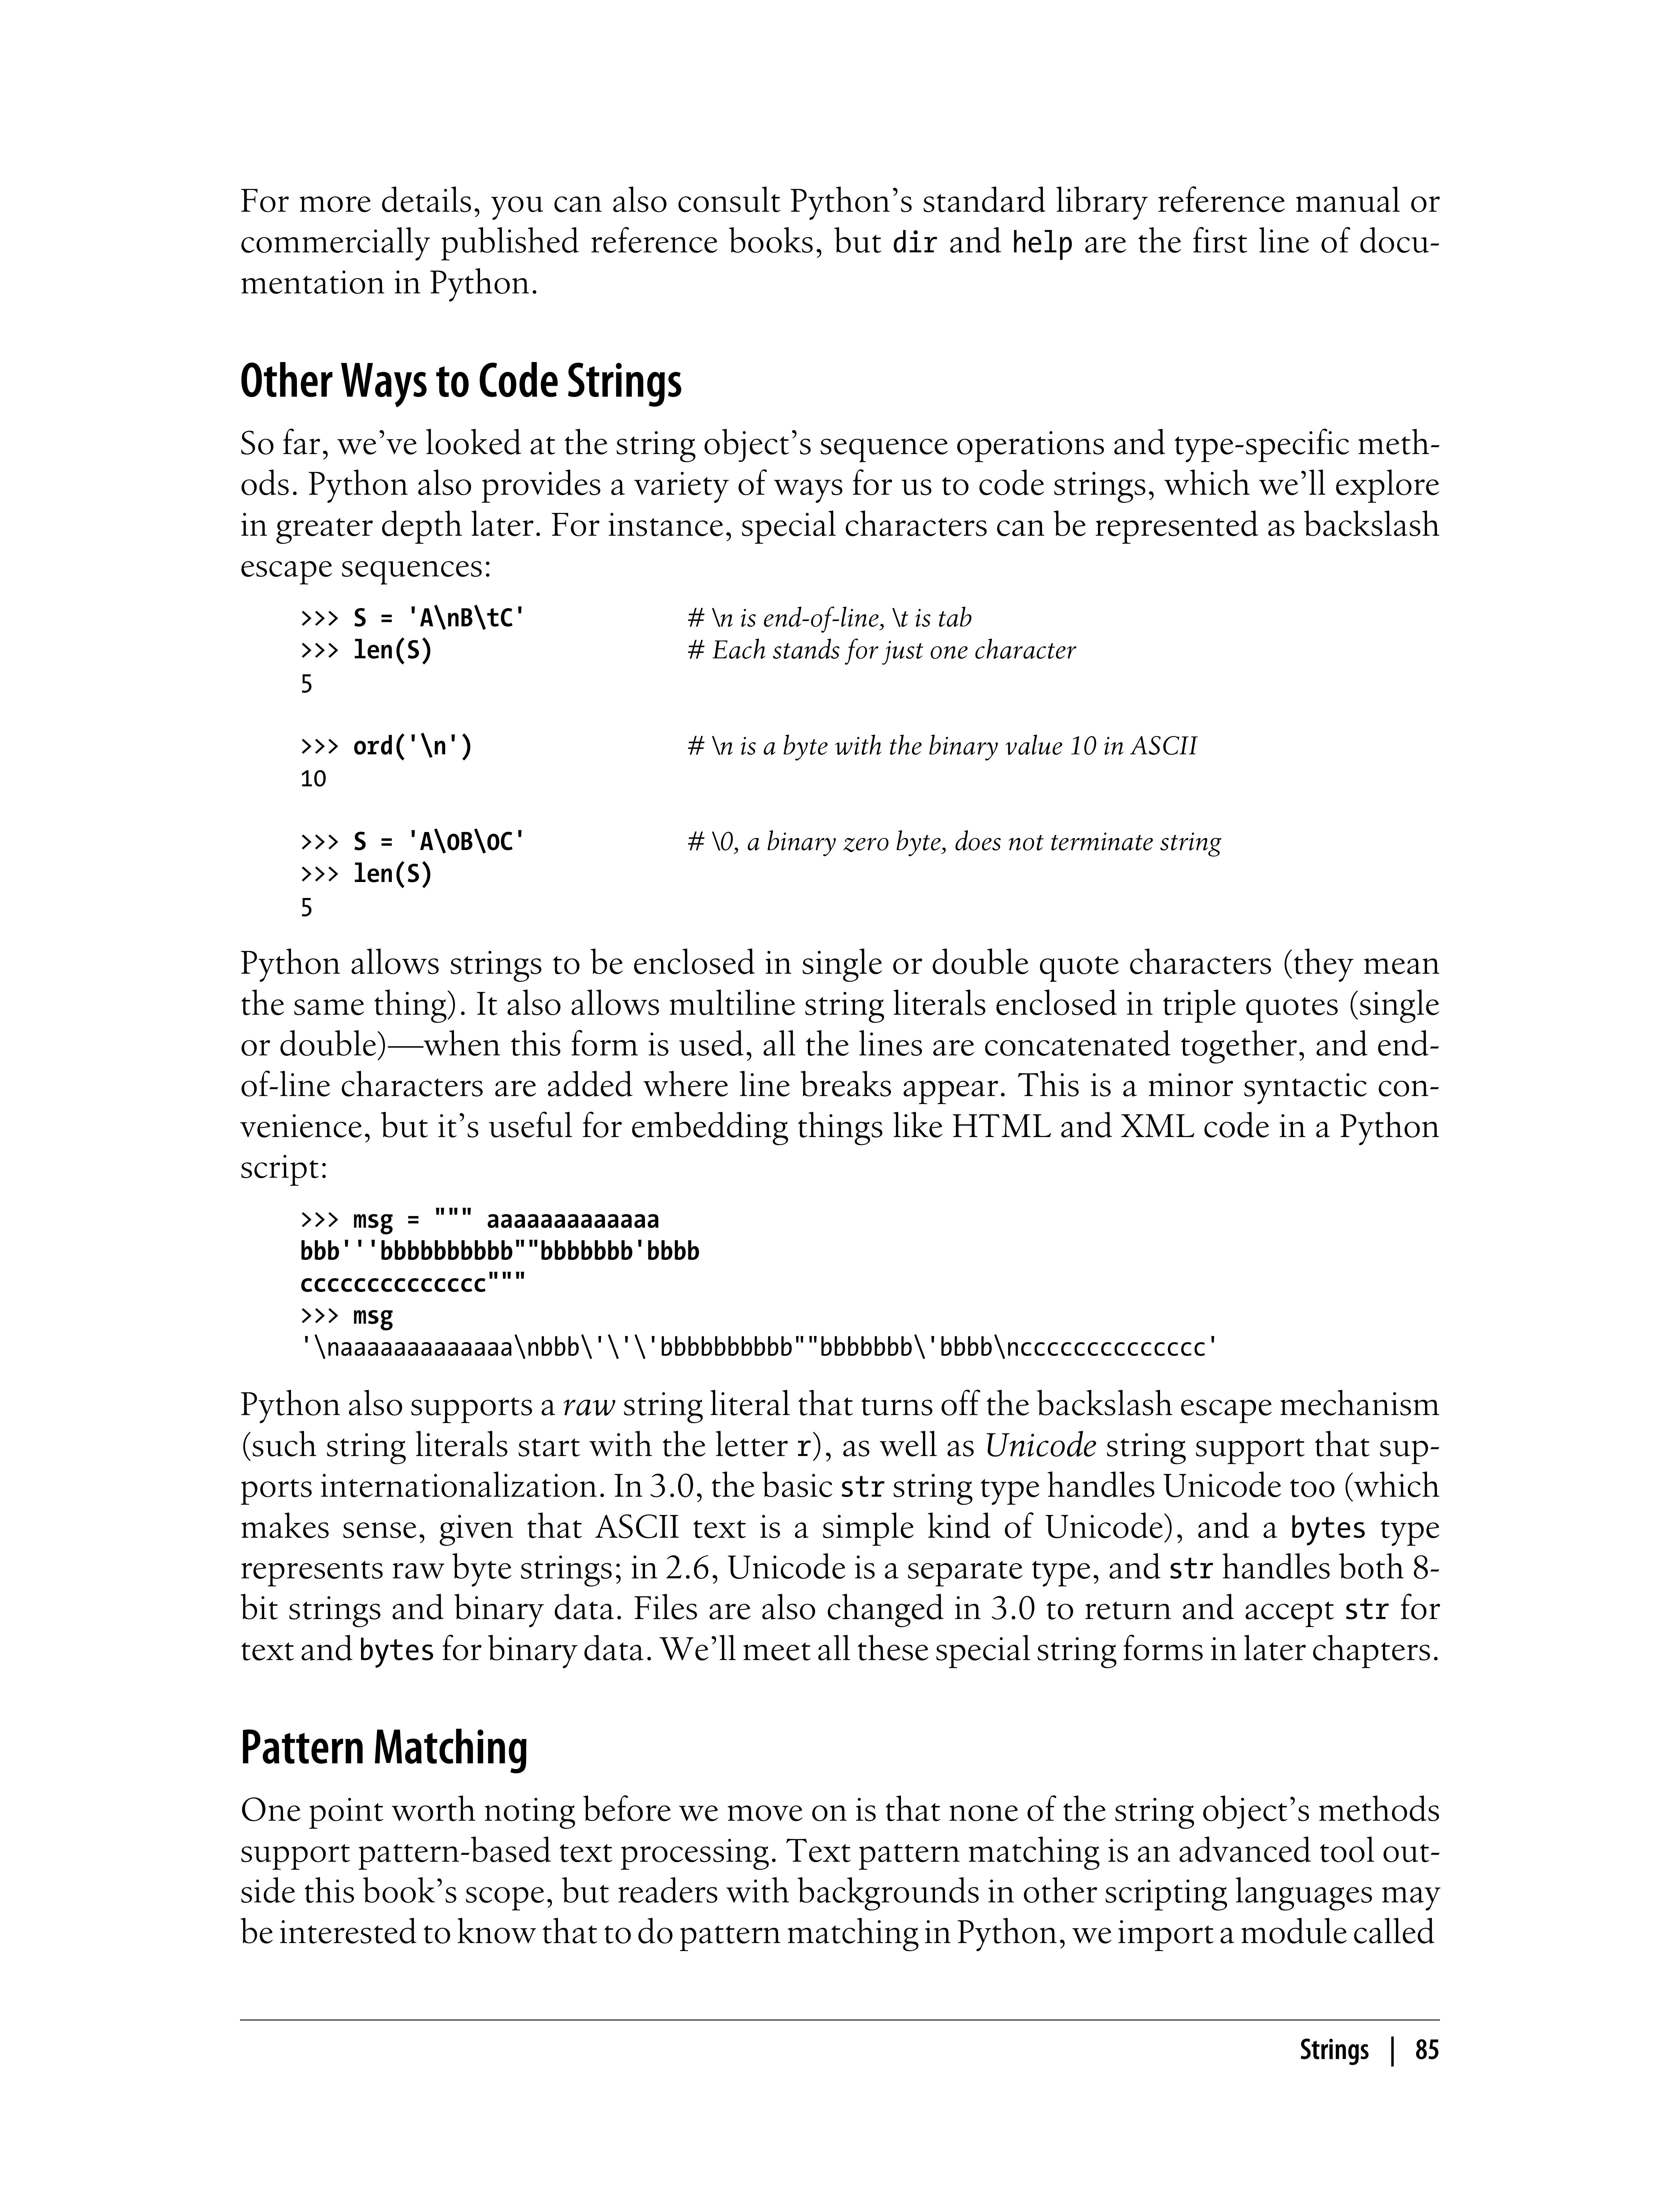 For more details, you can also consult Python’s standard library reference manual or
commercially published reference books, but dir and help are the first line of docu-
mentation in Python.
Other Ways to Code Strings
So far, we’ve looked at the string object’s sequence operations and type-specific meth-
ods. Python also provides a variety of ways for us to code strings, which we’ll explore
in greater depth later. For instance, special characters can be represented as backslash
escape sequences:
>>> S = 'A\nB\tC' # \n is end-of-line, \t is tab
>>> len(S) # Each stands for just one character
5
>>> ord('\n') # \n is a byte with the binary value 10 in ASCII
10
>>> S = 'A\0B\0C' # \0, a binary zero byte, does not terminate string
>>> len(S)
5
Python allows strings to be enclosed in single or double quote characters (they mean
the same thing). It also allows multiline string literals enclosed in triple quotes (single
or double)—when this form is used, all the lines are concatenated together, and end-
of-line characters are added where line breaks appear. This is a minor syntactic con-
venience, but it’s useful for embedding things like HTML and XML code in a Python
script:
>>> msg = """ aaaaaaaaaaaaa
bbb'''bbbbbbbbbb""bbbbbbb'bbbb
cccccccccccccc"""
>>> msg
'\naaaaaaaaaaaaa\nbbb\'\'\'bbbbbbbbbb""bbbbbbb\'bbbb\ncccccccccccccc'
Python also supports a raw string literal that turns off the backslash escape mechanism
(such string literals start with the letter r), as well as Unicode string support that sup-
ports internationalization. In 3.0, the basic str string type handles Unicode too (which
makes sense, given that ASCII text is a simple kind of Unicode), and a bytes type
represents raw byte strings; in 2.6, Unicode is a separate type, and str handles both 8-
bit strings and binary data. Files are also changed in 3.0 to return and accept str for
text and bytes for binary data. We’ll meet all these special string forms in later chapters.
Pattern Matching
One point worth noting before we move on is that none of the string object’s methods
support pattern-based text processing. Text pattern matching is an advanced tool out-
side this book’s scope, but readers with backgrounds in other scripting languages may
be interested to know that to do pattern matching in Python, we import a module called
Strings | 85